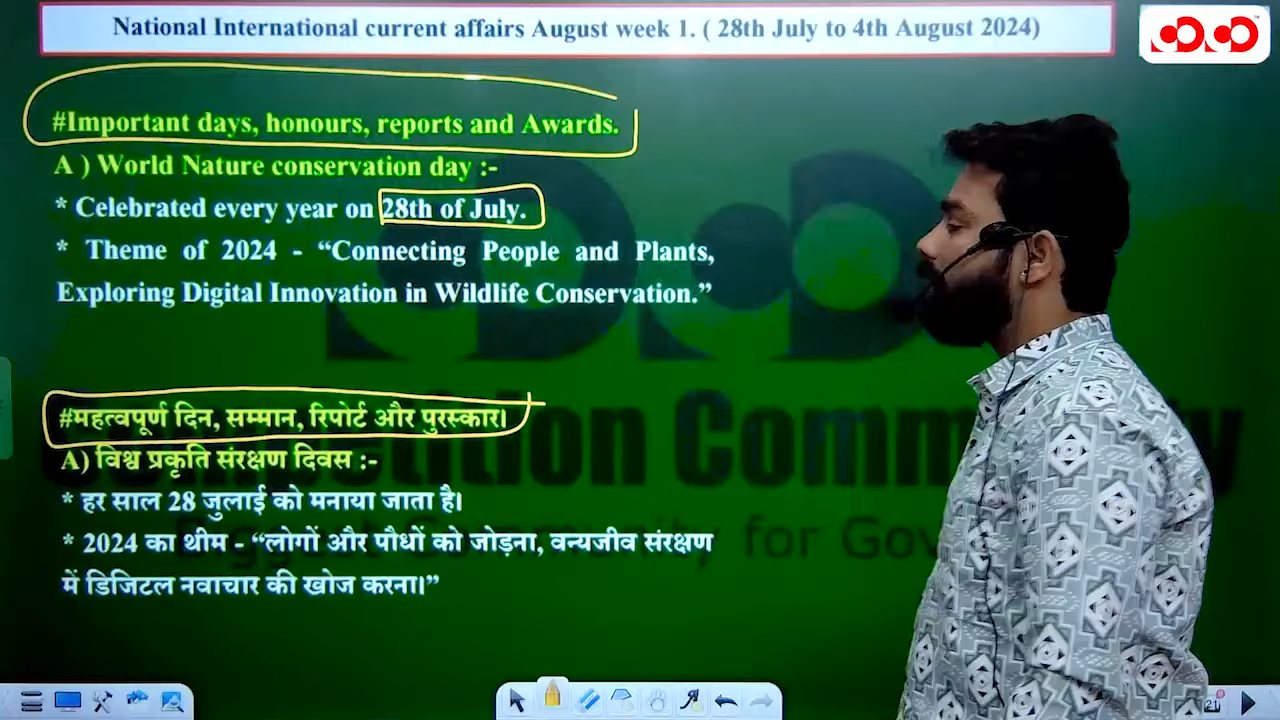 National International current affairs August week 1. ( 28th July to 4th August 2024)
#Important days, honours, reports and Awards.
A ) World Nature conservation day :-
* Celebrated every year on 28th of July.
* Theme of 2024 - “Connecting People and Plants,
Exploring Digital Innovation in Wildlife Conservation.”
#महत्वपूर्ण दिन, सम्मान, रिपोर्ट और पुरस्कार।
A) विश्व प्रकृति संरक्षण दिवस :-
* हर साल 28 जुलाई को मनाया जाता है।
* 2024 का थीम - “लोगों और पौधों को जोड़ना, वन्यजीव संरक्षण
में डिजिटल नवाचार की खोज करना।”
for
21